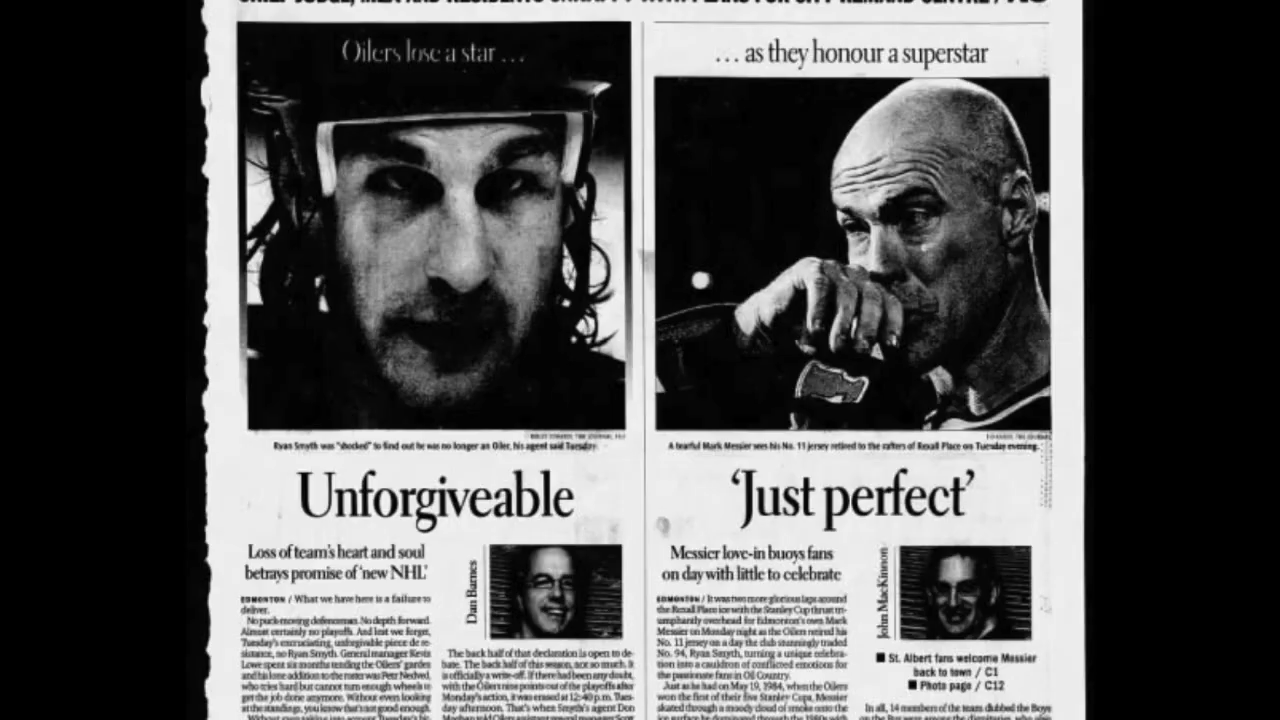 Oilers lose a star ...
... as they honour a superstar
Ryan Smyth was "shocked" to find out he was no longer an Oiler, his agent said Tuesday.
A tearful Mark Messier sees his No. 11 jersey retired to the rafters of Rexall Place on Tuesday evening.
Unforgiveable
Loss of team's heart and soul
betrays promise of 'new NHL'
Dan Barnes
EDMONTON / What we have here is a failure to
deliver.
No puck-moving defenceman. No depth forward.
Almost certainly no playoffs. And lest we forget,
Tuesday's excruciating, unforgivable piece de re-
sistance, no Ryan Smyth. General manager Kevin
Lowe spent six months tending the Oilers' garden
and his lone addition to the roster was Petr Nedved,
who tries hard but cannot turn enough wheels to
get the job done anymore. Without even looking
at the standings, you know that's not good enough.
The back half of that declaration is open to de-
bate. The back half of this season, not so much. It
is officially a write-off. If there had been any doubt,
with the Oilers nine points out of the playoffs after
Monday's action, it was erased at 12:40 p.m. Tues-
day afternoon. That's when Smyth's agent Don
'Just perfect'
Messier love-in buoys fans
on day with little to celebrate
John MacKinnon
EDMONTON / It was two more glorious laps around
the Rexall Place ice with the Stanley Cup thrust tri-
umphantly overhead for Edmonton's own Mark
Messier on Monday night as the Oilers retired his
No. 11 jersey on a day the club stunningly traded
No. 94, Ryan Smyth, turning a unique celebra-
tion into a cauldron of conflicted emotions for
the passionate fans in Oil Country.
Just as he had on May 19, 1984, when the Oilers
won the first of their five Stanley Cups, Messier
skated through a moody cloud of smoke onto the
■ St. Albert fans welcome Messier
back to town / C1
■ Photo page / C12
In all, 14 members of the team dubbed the Boys